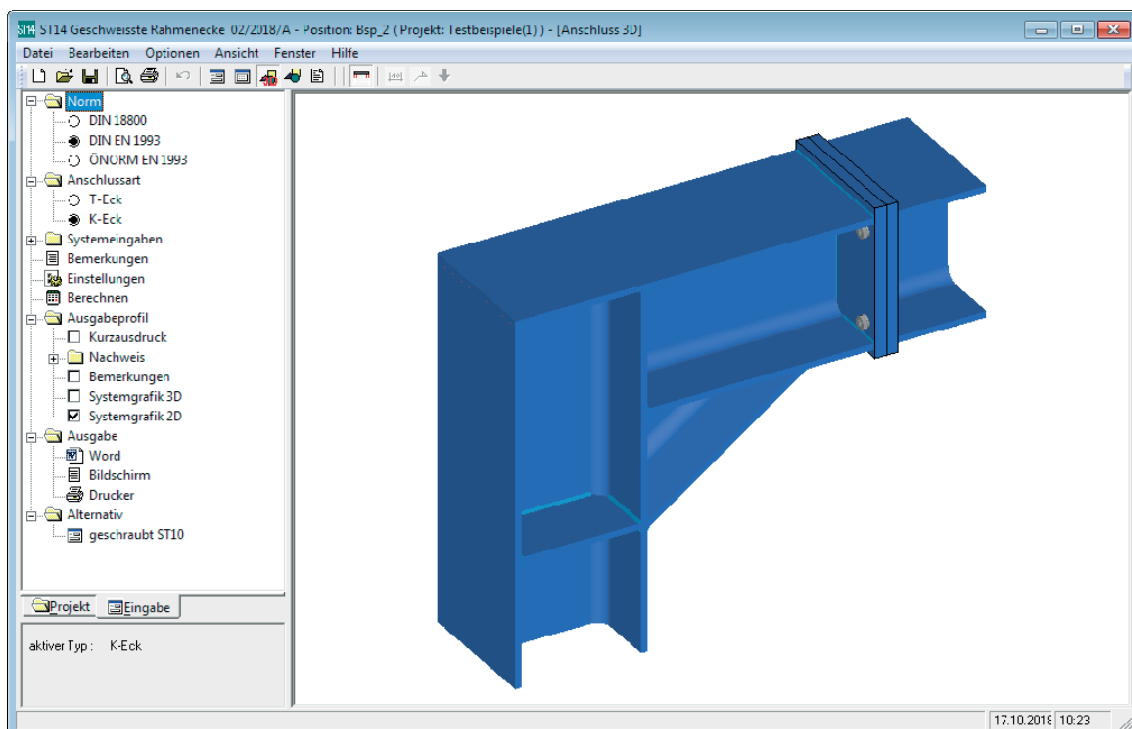 ST14 ST14 Geschweisste Rahmenecke 02/2018/A - Position: Bsp_2 ( Projekt: Testbeispiele(1) ) - [Anschluss 3D]
Datei Bearbeiten Optionen Ansicht Fenster Hilfe
Norm
DIN 18800
DIN EN 1993
ÖNORM EN 1993
Anschlussart
T-Eck
K-Eck
Systemeingaben
Bemerkungen
Einstellungen
Berechnen
Ausgabeprofil
Kurzausdruck
Nachweis
Bemerkungen
Systemgrafik 3D
Systemgrafik 2D
Ausgabe
Word
Bildschirm
Drucker
Alternativ
geschraubt ST10
Projekt Eingabe
aktiver Typ : K-Eck
17.10.2018 10:23